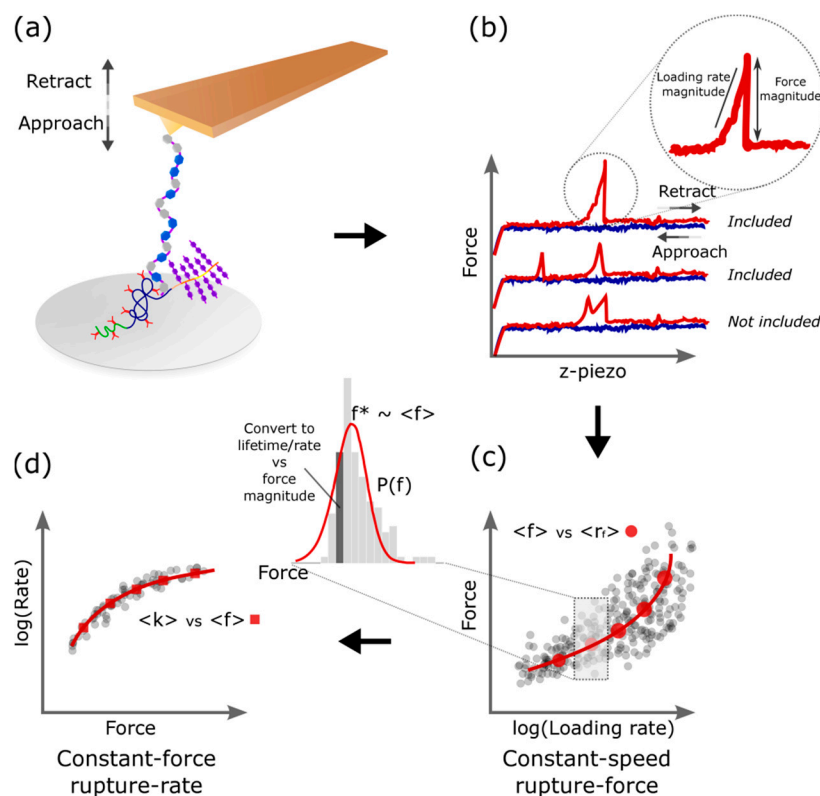 (a)
Retract
Approach
(b)
Loading rate
magnitude
Force
magnitude
Retract
Included
Approach
Included
Not included
Force
z-piezo
(c)
<f> vs <rf>
Force
log(Loading rate)
Constant-speed
rupture-force
Convert to
lifetime/rate
vs
force
magnitude
f* ~ <f>
P(f)
Force
(d)
log(Rate)
<k> vs <f>
Force
Constant-force
rupture-rate